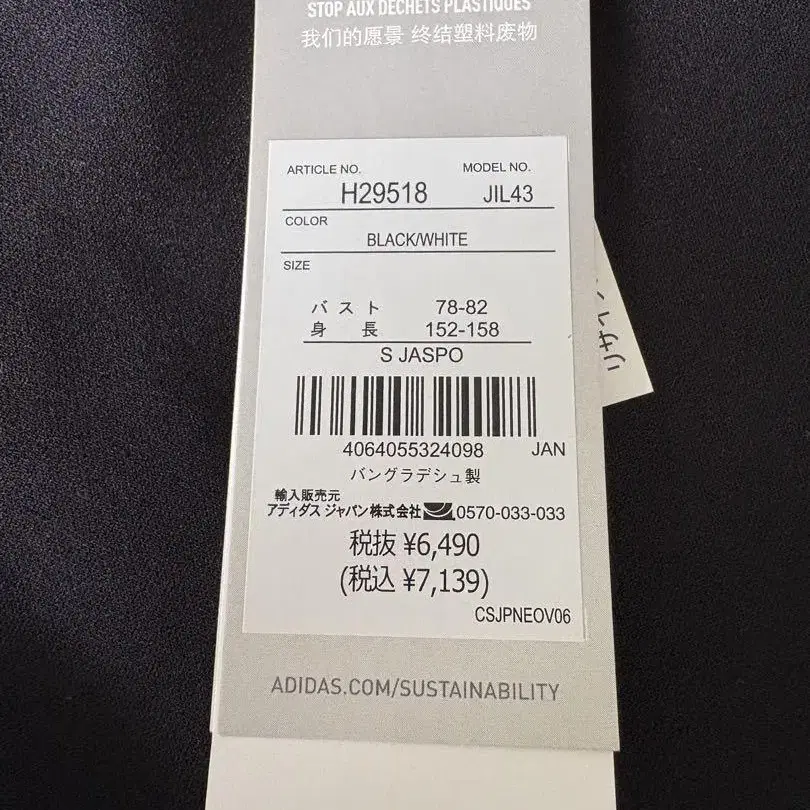 STOP AUX DECHETS PLASTIQUES
我们的愿景 终结塑料废物
ARTICLE NO.
MODEL NO.
H29518
JIL43
COLOR
BLACK/WHITE
SIZE
バスト 78-82
身 長 152-158
S JASPO
4064055324098 JAN
バングラデシュ製
輸入販売元
アディダス ジャパン株式会社 0570-033-033
税抜 ¥6,490
(税込 ¥7,139)
CSJPNEOV06
ADIDAS.COM/SUSTAINABILITY
リサイ